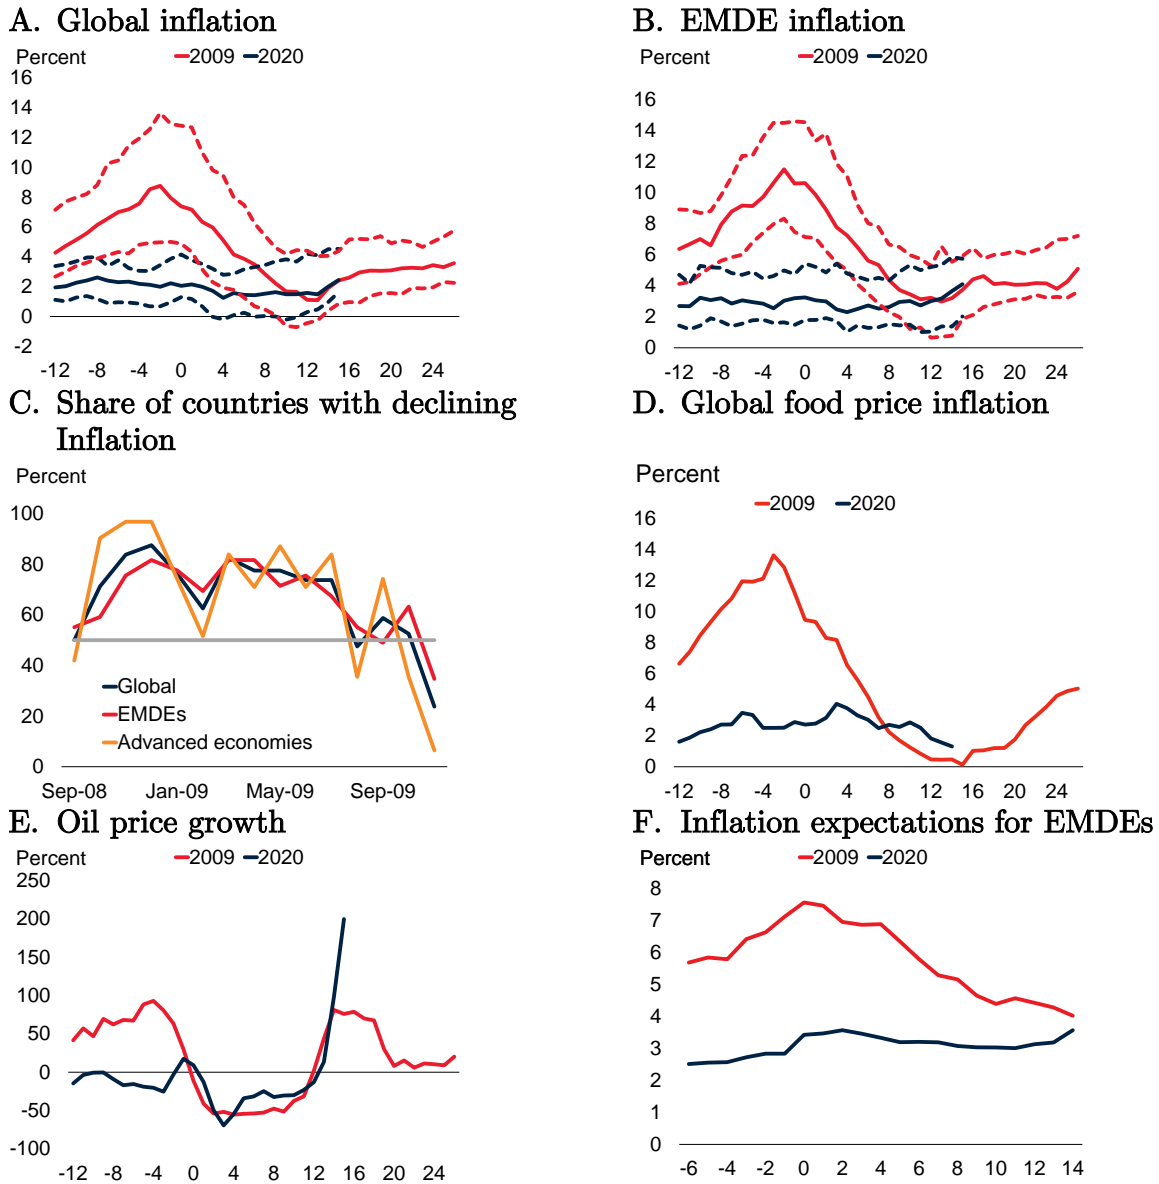 A. Global inflation
Percent
2009 2020
16
14
12
10
8
6
4
2
0
-2
-12 -8 -4 0 4 8 12 16 20 24
B. EMDE inflation
Percent
2009 2020
16
14
12
10
8
6
4
2
0
-12 -8 -4 0 4 8 12 16 20 24
C. Share of countries with declining
Inflation
Percent
100
80
60
40
20
0
Global
EMDEs
Advanced economies
Sep-08 Jan-09 May-09 Sep-09
D. Global food price inflation
Percent
2009 2020
16
14
12
10
8
6
4
2
0
-12 -8 -4 0 4 8 12 16 20 24
E. Oil price growth
Percent
2009 2020
250
200
150
100
50
0
-50
-100
-12 -8 -4 0 4 8 12 16 20 24
F. Inflation expectations for EMDEs
Percent
2009 2020
8
7
6
5
4
3
2
1
0
-6 -4 -2 0 2 4 6 8 10 12 14